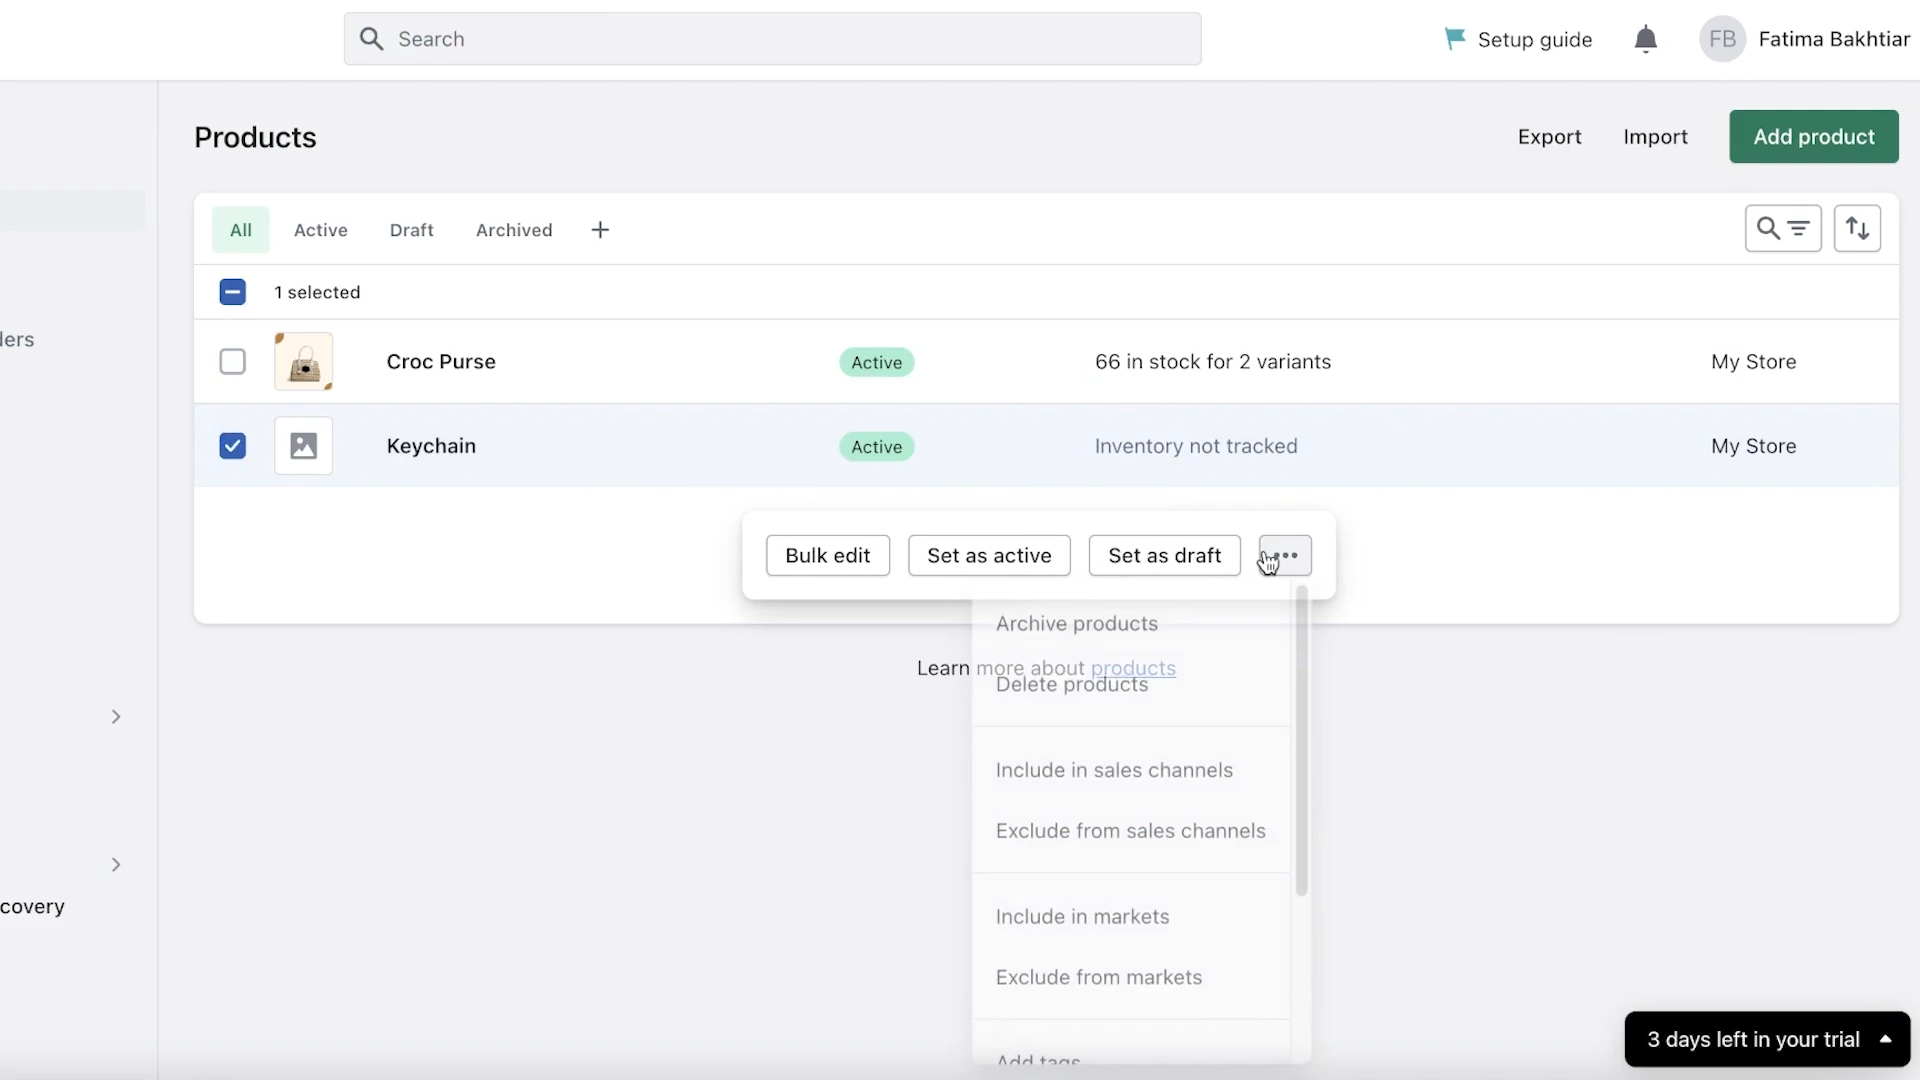 Search
Setup guide
FB
Fatima Bakhtiar
Products
Export
Import
Add product
All
Active
Draft
Archived
1 selected
ders
Croc Purse
Active
66 in stock for 2 variants
My Store
Keychain
Active
Inventory not tracked
My Store
Bulk edit
Set as active
Set as draft
Archive products
Learn more about products
Delete products
Include in sales channels
Exclude from sales channels
covery
Include in markets
Exclude from markets
Add tags
3 days left in your trial